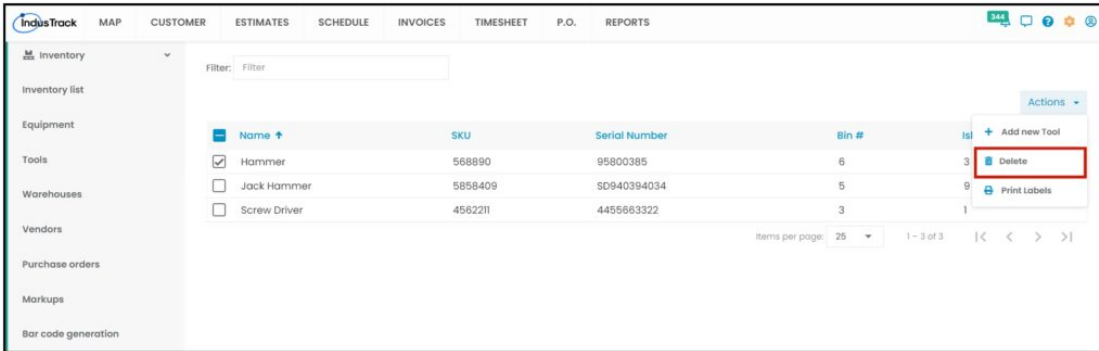 IndusTrack MAP CUSTOMER ESTIMATES SCHEDULE INVOICES TIMESHEET P.O. REPORTS 344
Inventory
Filter: Filter
Inventory list
Actions
Equipment
Name SKU Serial Number Bin # Isl
Add new Tool
Tools
Hammer 568890 95800385 6 3
Delete
Jack Hammer 5858409 SD940394034 5 9
Print Labels
Warehouses
Screw Driver 4562211 4455663322 3 1
Vendors
Items per page: 25 1 – 3 of 3
Purchase orders
Markups
Bar code generation